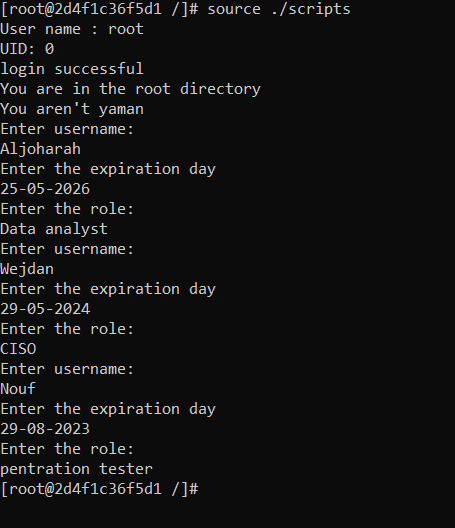 [root@2d4f1c36f5d1 /]# source ./scripts
User name : root
UID: 0
login successful
You are in the root directory
You aren't yaman
Enter username:
Aljoharah
Enter the expiration day
25-05-2026
Enter the role:
Data analyst
Enter username:
Wejdan
Enter the expiration day
29-05-2024
Enter the role:
CISO
Enter username:
Nouf
Enter the expiration day
29-08-2023
Enter the role:
pentration tester
[root@2d4f1c36f5d1 /]#